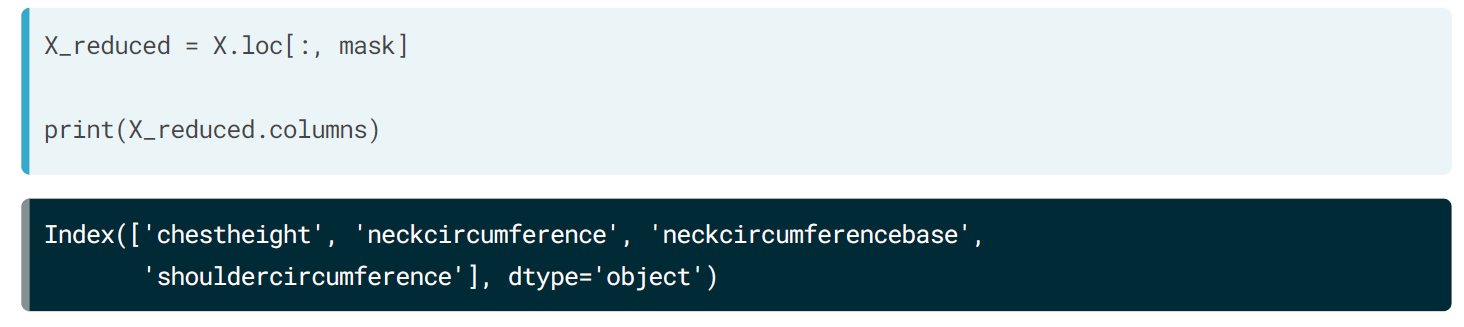 X_reduced = X.loc[:, mask]
print(X_reduced.columns)
Index(['chestheight', 'neckcircumference', 'neckcircumferencebase',
'shouldercircumference'], dtype='object')